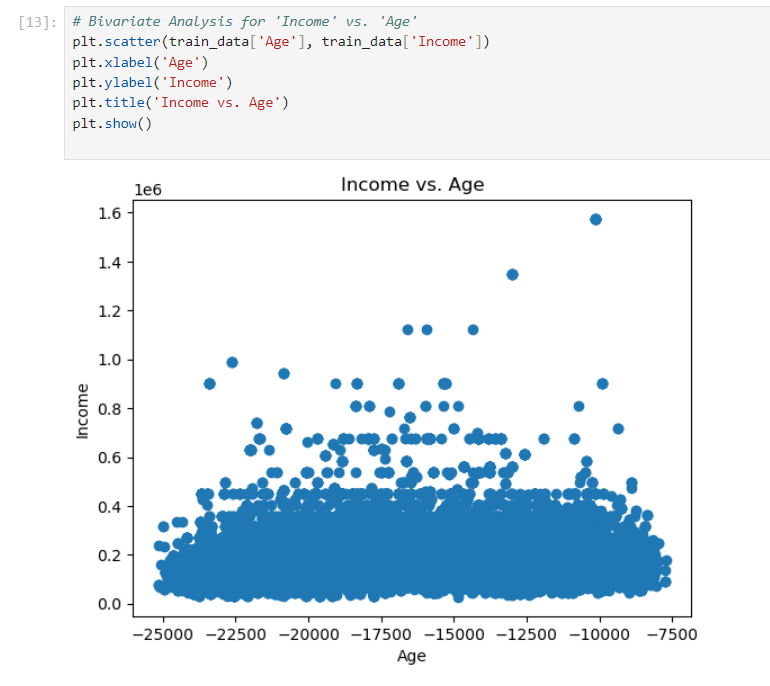 [13]: # Bivariate Analysis for 'Income' vs. 'Age'
plt.scatter(train_data['Age'], train_data['Income'])
plt.xlabel('Age')
plt.ylabel('Income')
plt.title('Income vs. Age')
plt.show()
Income vs. Age
1e6
1.6
1.4
1.2
1.0
0.8
0.6
0.4
0.2
0.0
Income
−25000 −22500 −20000 −17500 −15000 −12500 −10000 −7500
Age